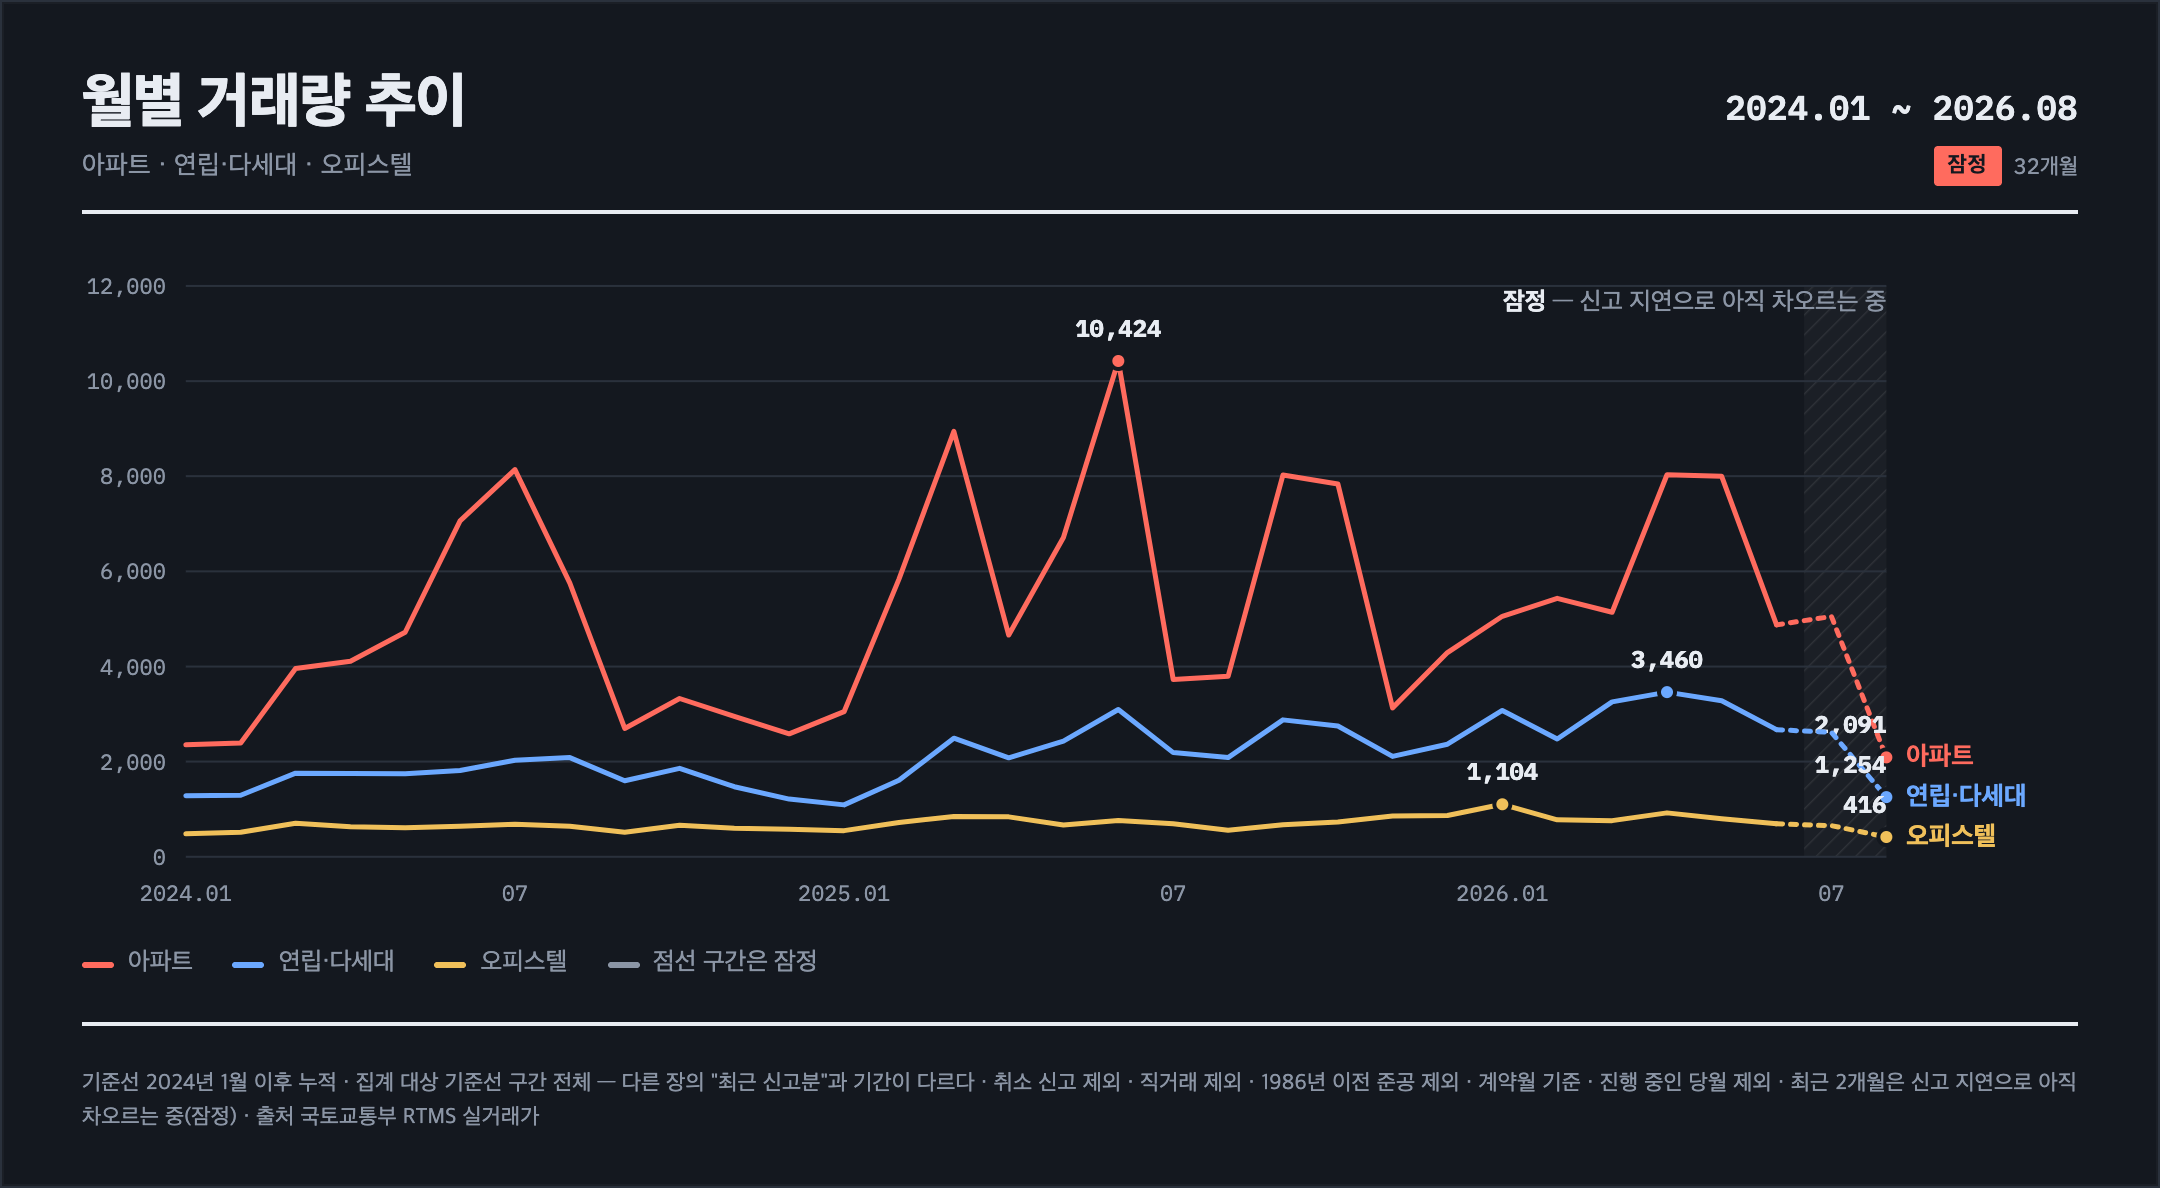 월별 거래량 추이
2024.01 ~ 2026.08
아파트 · 연립·다세대 · 오피스텔
잠정 32개월
12,000
잠정 — 신고 지연으로 아직 차오르는 중
10,424
10,000
8,000
6,000
4,000
3,460
2,091
2,000
아파트
1,104
1,254
연립·다세대
416
오피스텔
0
2024.01 07 2025.01 07 2026.01 07
아파트 연립·다세대 오피스텔 점선 구간은 잠정
기준선 2024년 1월 이후 누적 · 집계 대상 기준선 구간 전체 — 다른 장의 "최근 신고분"과 기간이 다르다 · 취소 신고 제외 · 직거래 제외 · 1986년 이전 준공 제외 · 계약월 기준 · 진행 중인 당월 제외 · 최근 2개월은 신고 지연으로 아직
차오르는 중(잠정) · 출처 국토교통부 RTMS 실거래가